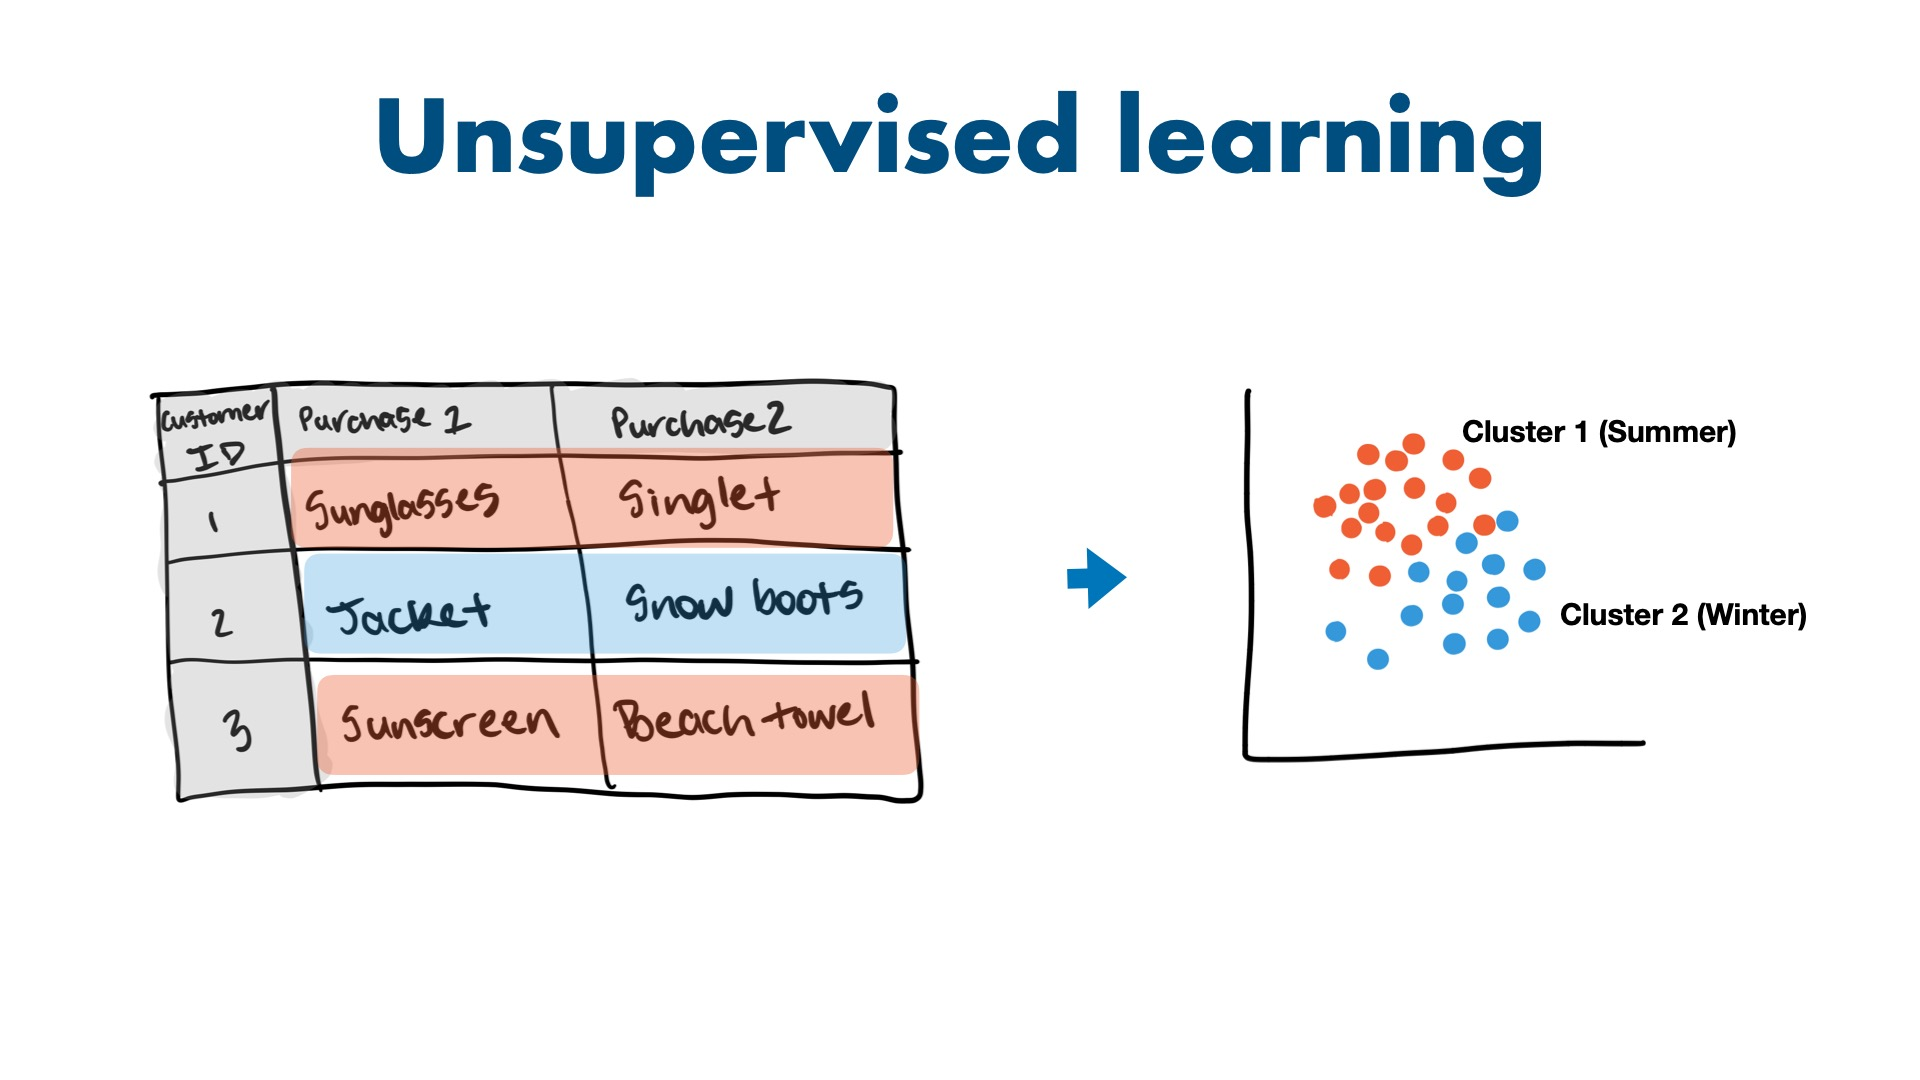 Unsupervised learning
Customer ID
Purchase 1
Purchase 2
1
Sunglasses
Singlet
2
Jacket
Snow boots
3
Sunscreen
Beach towel
Cluster 1 (Summer)
Cluster 2 (Winter)